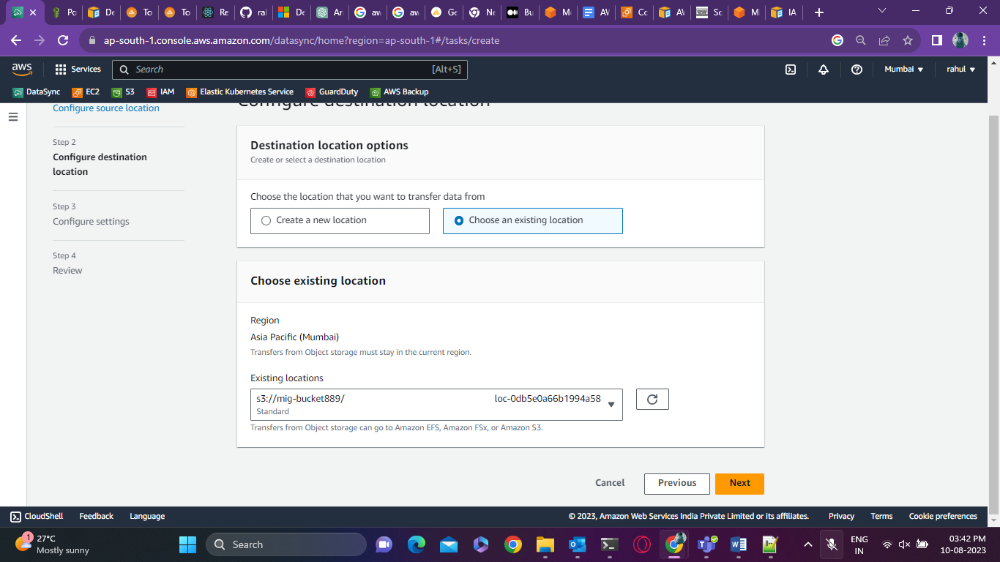 Po
De
To
To
Re
ral
De
Ar
aw
aw
Ge
Ne
Bu
Mo
AV
Co
AV
Sc
M
IA
ap-south-1.console.aws.amazon.com/datasync/home?region=ap-south-1#/tasks/create
aws
Services
Search
[Alt+S]
Mumbai
rahul
DataSync
EC2
S3
IAM
Elastic Kubernetes Service
GuardDuty
AWS Backup
Configure source location
Step 2
Configure destination
location
Step 3
Configure settings
Step 4
Review
Configure destination location
Destination location options
Create or select a destination location
Choose the location that you want to transfer data from
Create a new location
Choose an existing location
Choose existing location
Region
Asia Pacific (Mumbai)
Transfers from Object storage must stay in the current region.
Existing locations
s3://mig-bucket889/ loc-0db5e0a66b1994a58
Standard
Transfers from Object storage can go to Amazon EFS, Amazon FSx, or Amazon S3.
Cancel
Previous
Next
CloudShell
Feedback
Language
© 2023, Amazon Web Services India Private Limited or its affiliates.
Privacy
Terms
Cookie preferences
1
27°C
Mostly sunny
Search
ENG
IN
03:42 PM
10-08-2023